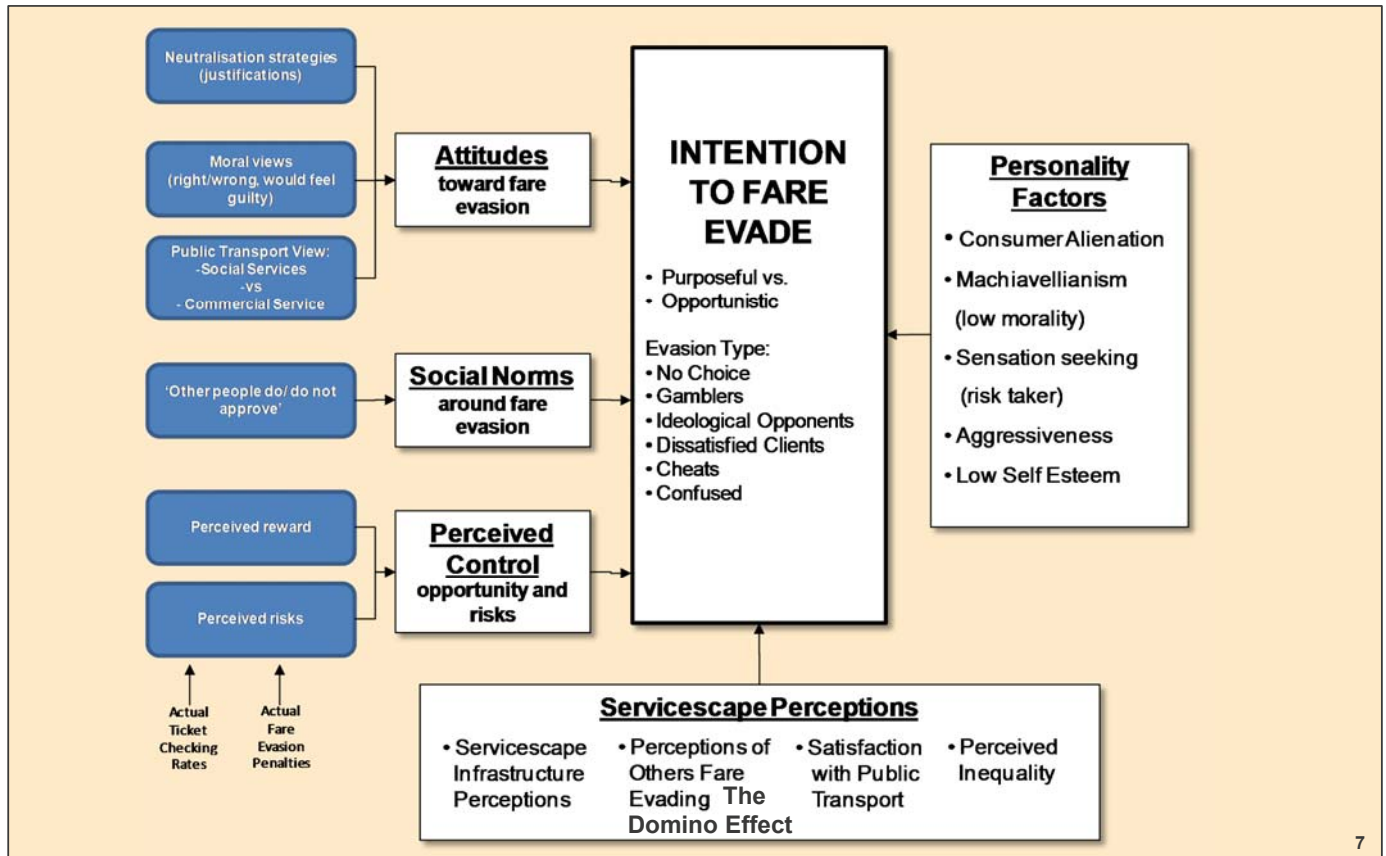 Neutralisation strategies
(justifications)
Moral views
(right/wrong, would feel
guilty)
Public Transport View:
-Social Services
-vs
- Commercial Service
'Other people do/ do not
approve'
Perceived reward
Perceived risks
Actual
Ticket
Checking
Rates
Actual
Fare
Evasion
Penalties
Attitudes
toward fare
evasion
Social Norms
around fare
evasion
Perceived
Control
opportunity and
risks
INTENTION
TO FARE
EVADE
• Purposeful vs.
• Opportunistic
Evasion Type:
• No Choice
• Gamblers
• Ideological Opponents
• Dissatisfied Clients
• Cheats
• Confused
Personality
Factors
• Consumer Alienation
• Machiavellianism
(low morality)
• Sensation seeking
(risk taker)
• Aggressiveness
• Low Self Esteem
Servicescape Perceptions
• Servicescape
Infrastructure
Perceptions
• Perceptions of
Others Fare
Evading The
Domino Effect
• Satisfaction
with Public
Transport
• Perceived
Inequality
7